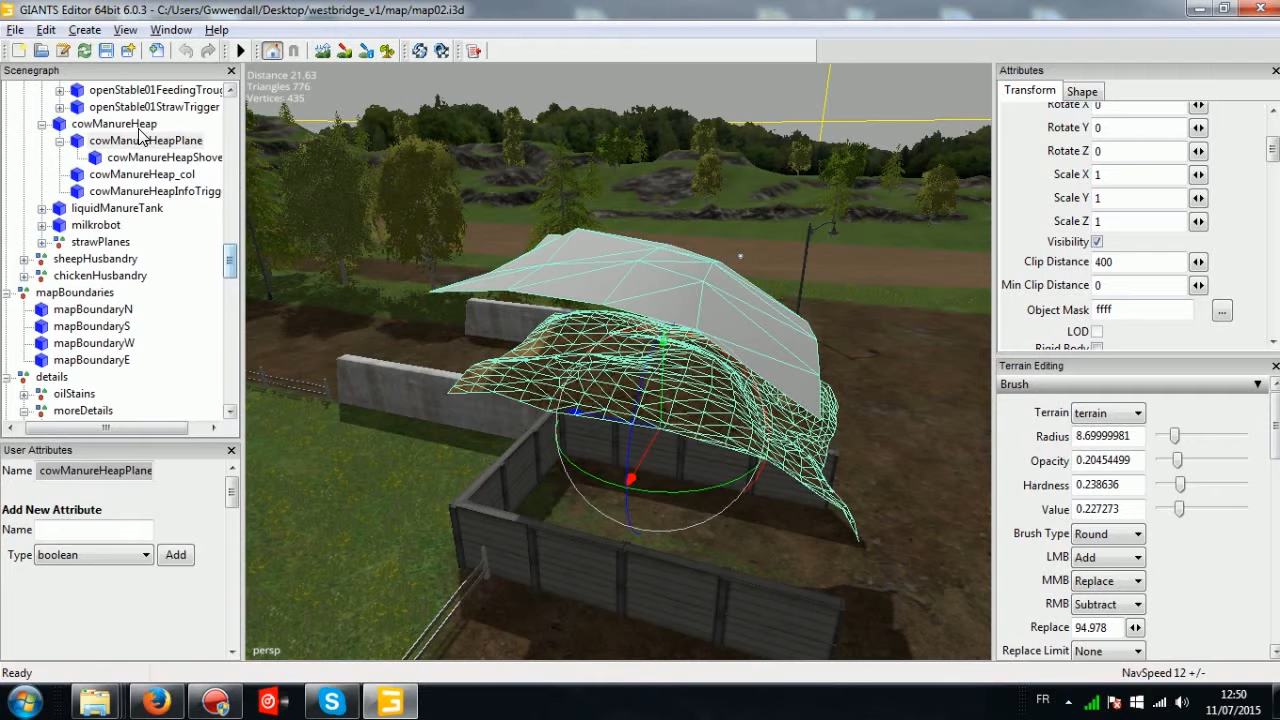 GIANTS Editor 64bit 6.0.3 - C:/Users/Gwwendall/Desktop/westbridge_v1/map/map02.i3d
File Edit Create View Window Help
Scenegraph
openStable01FeedingTroug
openStable01StrawTrigger
cowManureHeap
cowManureHeapPlane
cowManureHeapShove
cowManureHeap_col
cowManureHeapInfoTrigg
liquidManureTank
milkrobot
strawPlanes
sheepHusbandry
chickenHusbandry
mapBoundaries
mapBoundaryN
mapBoundaryS
mapBoundaryW
mapBoundaryE
details
oilStains
moreDetails
User Attributes
Name cowManureHeapPlane
Add New Attribute
Name
Type boolean Add
Distance 21.63
Triangles 776
Vertices 435
persp
Attributes
Transform Shape
Rotate X 0
Rotate Y 0
Rotate Z 0
Scale X 1
Scale Y 1
Scale Z 1
Visibility
Clip Distance 400
Min Clip Distance 0
Object Mask ffff ...
LOD
Rigid Body
Terrain Editing
Brush
Terrain terrain
Radius 8.69999981
Opacity 0.20454499
Hardness 0.238636
Value 0.227273
Brush Type Round
LMB Add
MMB Replace
RMB Subtract
Replace 94.978
Replace Limit None
Ready
NavSpeed 12 +/-
FR
12:50
11/07/2015